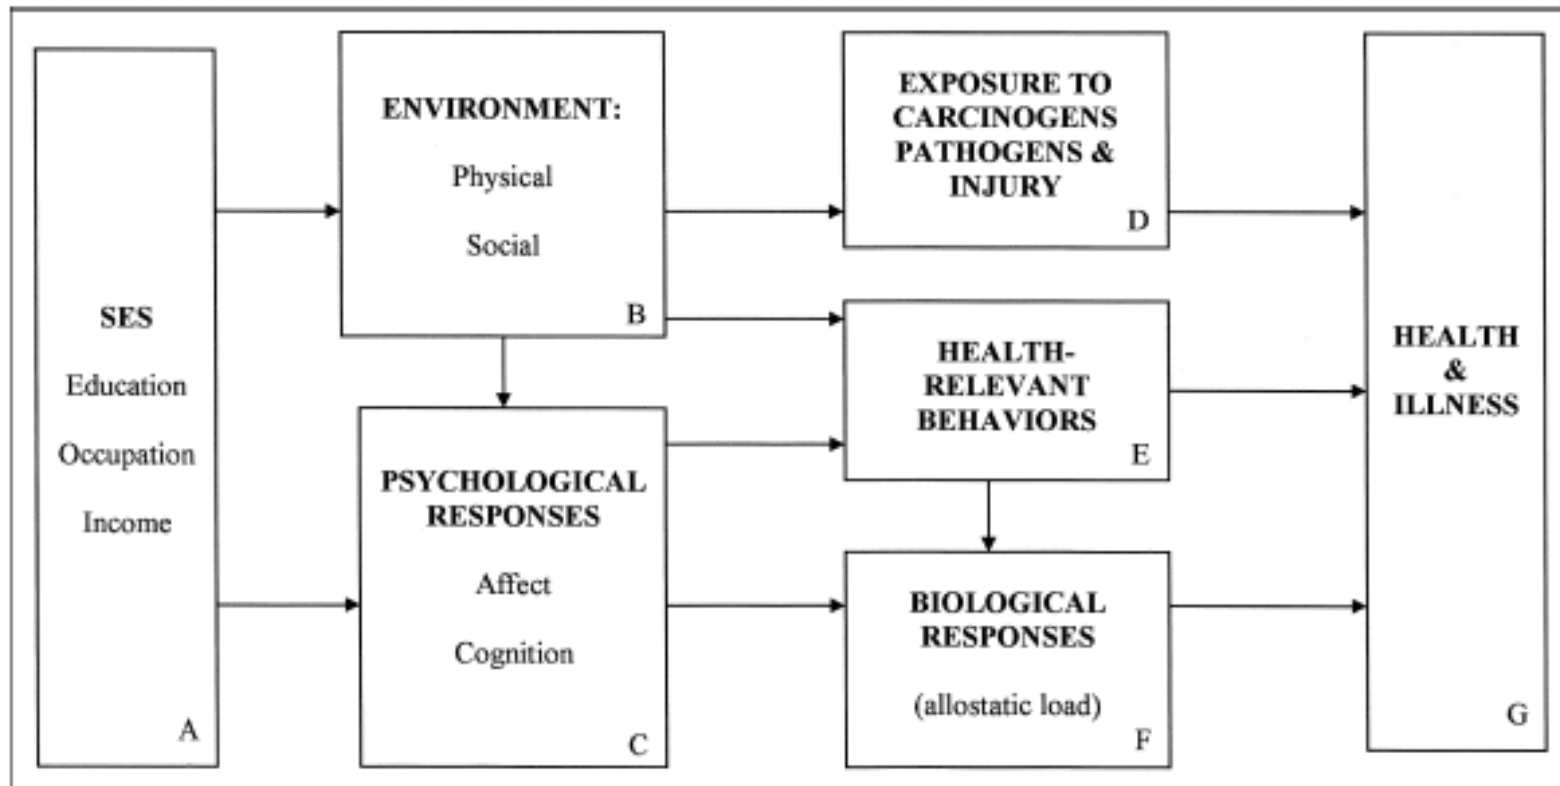 SES
Education
Occupation
Income
A
ENVIRONMENT:
Physical
Social
B
PSYCHOLOGICAL
RESPONSES
Affect
Cognition
C
EXPOSURE TO
CARCINOGENS
PATHOGENS &
INJURY
D
HEALTH-
RELEVANT
BEHAVIORS
E
BIOLOGICAL
RESPONSES
(allostatic load)
F
HEALTH
&
ILLNESS
G